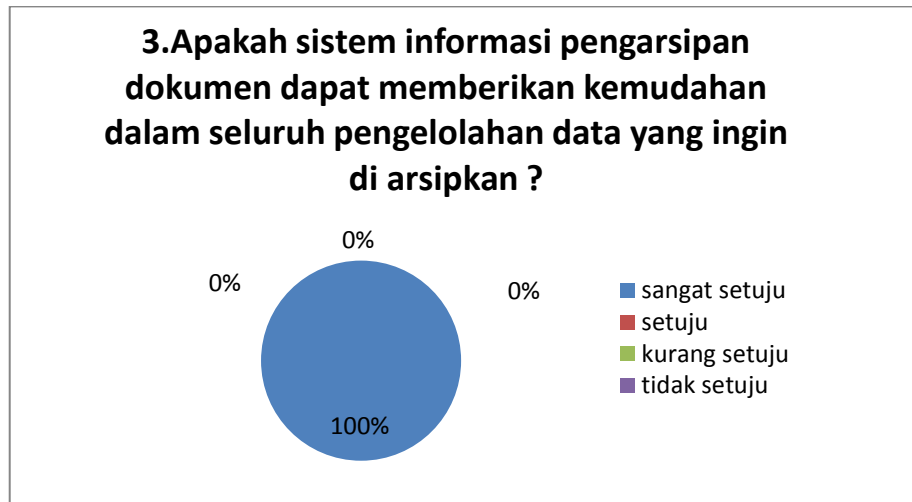 3.Apakah sistem informasi pengarsipan
dokumen dapat memberikan kemudahan
dalam seluruh pengelolahan data yang ingin
di arsipkan ?
0%
0%
0%
100%
sangat setuju
setuju
kurang setuju
tidak setuju